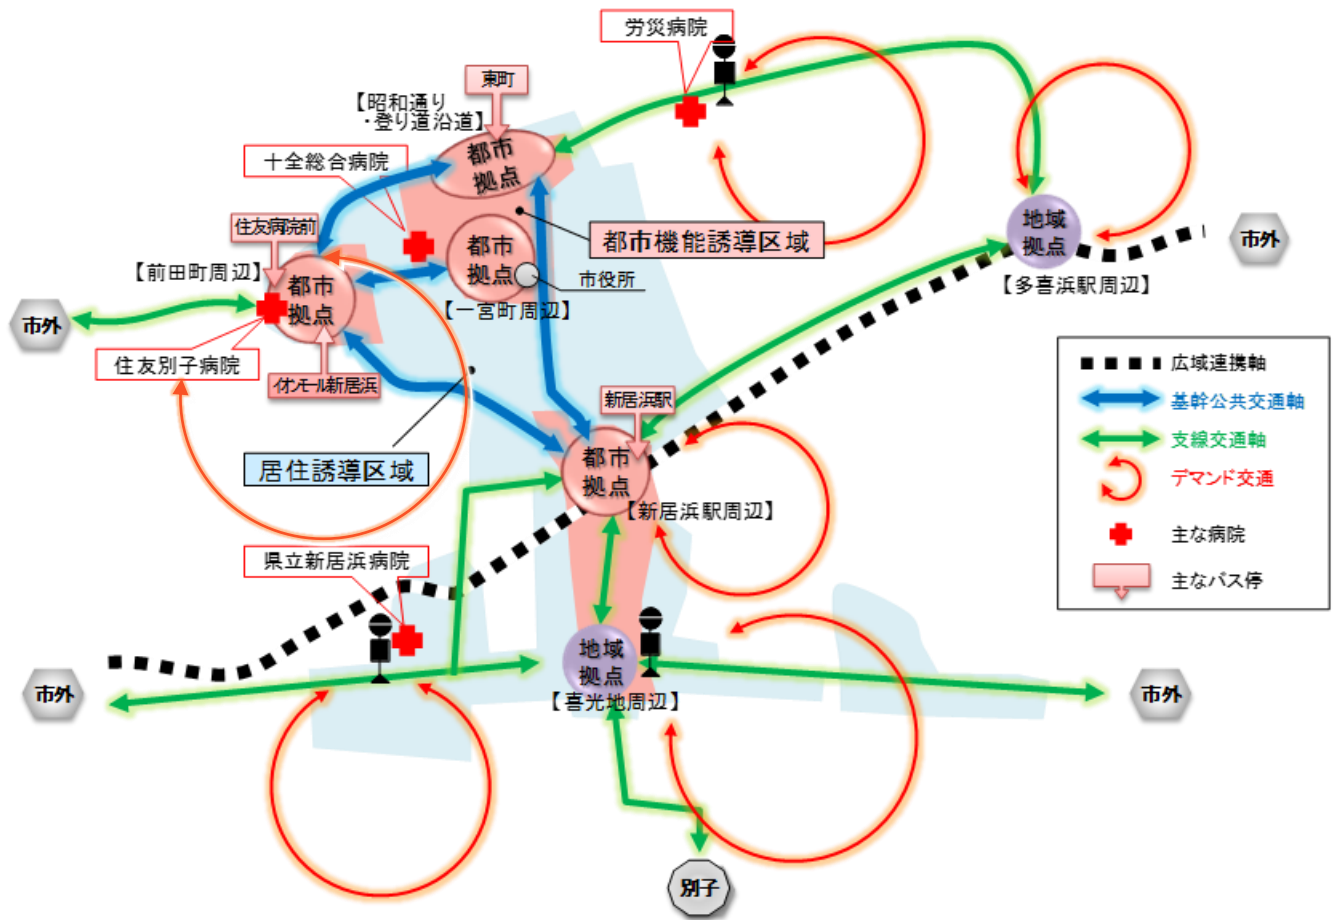 労災病院
東町
【昭和通り
・登り道沿道】
都市
拠点
十全総合病院
都市機能誘導区域
地域
拠点
市外
【多喜浜駅周辺】
住友病院前
【前田町周辺】
都市
拠点
都市
拠点
市役所
【一宮町周辺】
市外
住友別子病院
イオンモール新居浜
広域連携軸
基幹公共交通軸
支線交通軸
デマンド交通
主な病院
主なバス停
新居浜駅
居住誘導区域
都市
拠点
【新居浜駅周辺】
県立新居浜病院
地域
拠点
【喜光地周辺】
市外
市外
別子